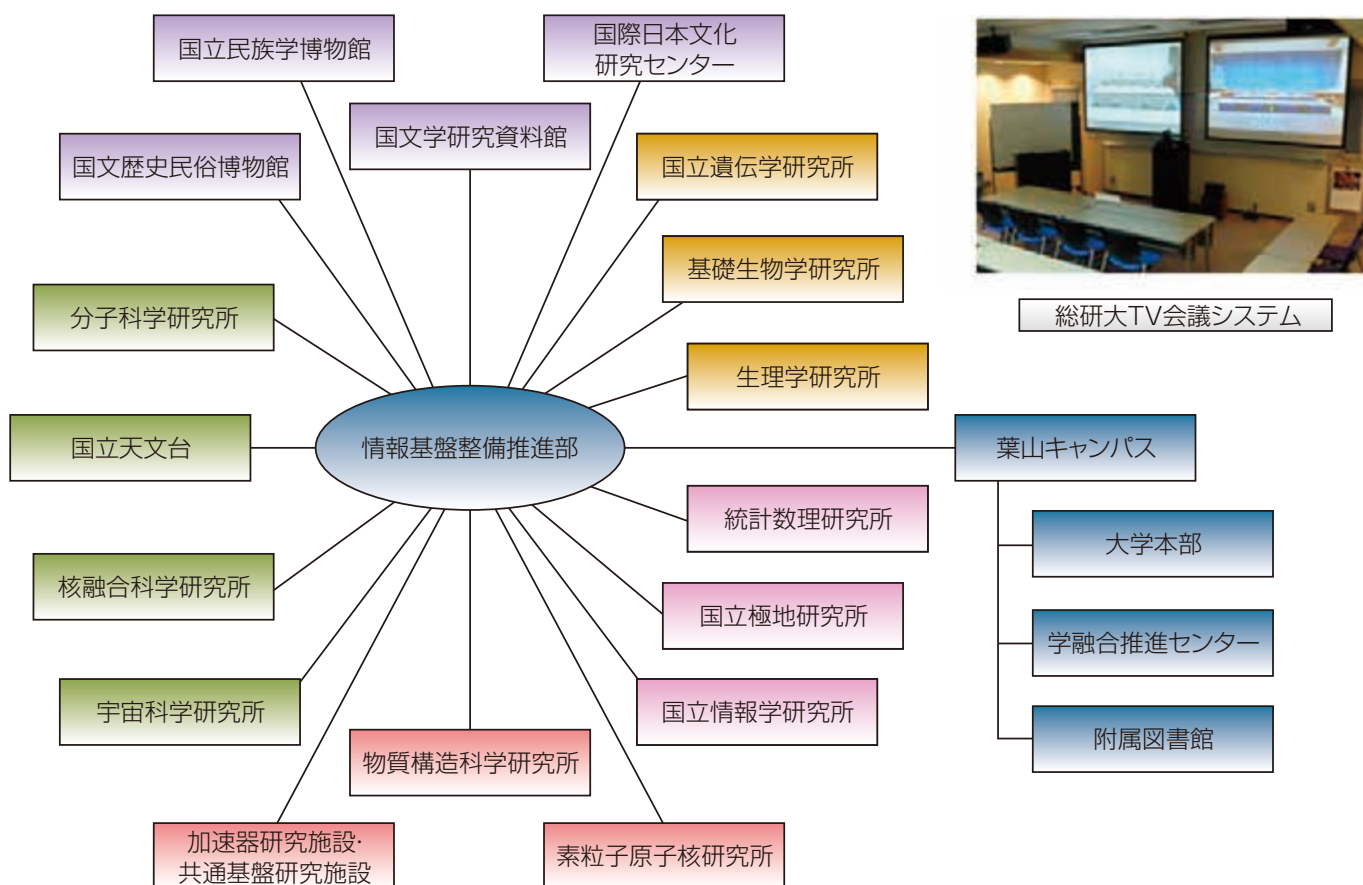 国立民族学博物館
国際日本文化
研究センター
国文学研究資料館
国文歴史民俗博物館
国立遺伝学研究所
基礎生物学研究所
総研大TV会議システム
分子科学研究所
生理学研究所
国立天文台
情報基盤整備推進部
葉山キャンパス
統計数理研究所
大学本部
核融合科学研究所
国立極地研究所
学融合推進センター
宇宙科学研究所
国立情報学研究所
附属図書館
物質構造科学研究所
加速器研究施設・
共通基盤研究施設
素粒子原子核研究所